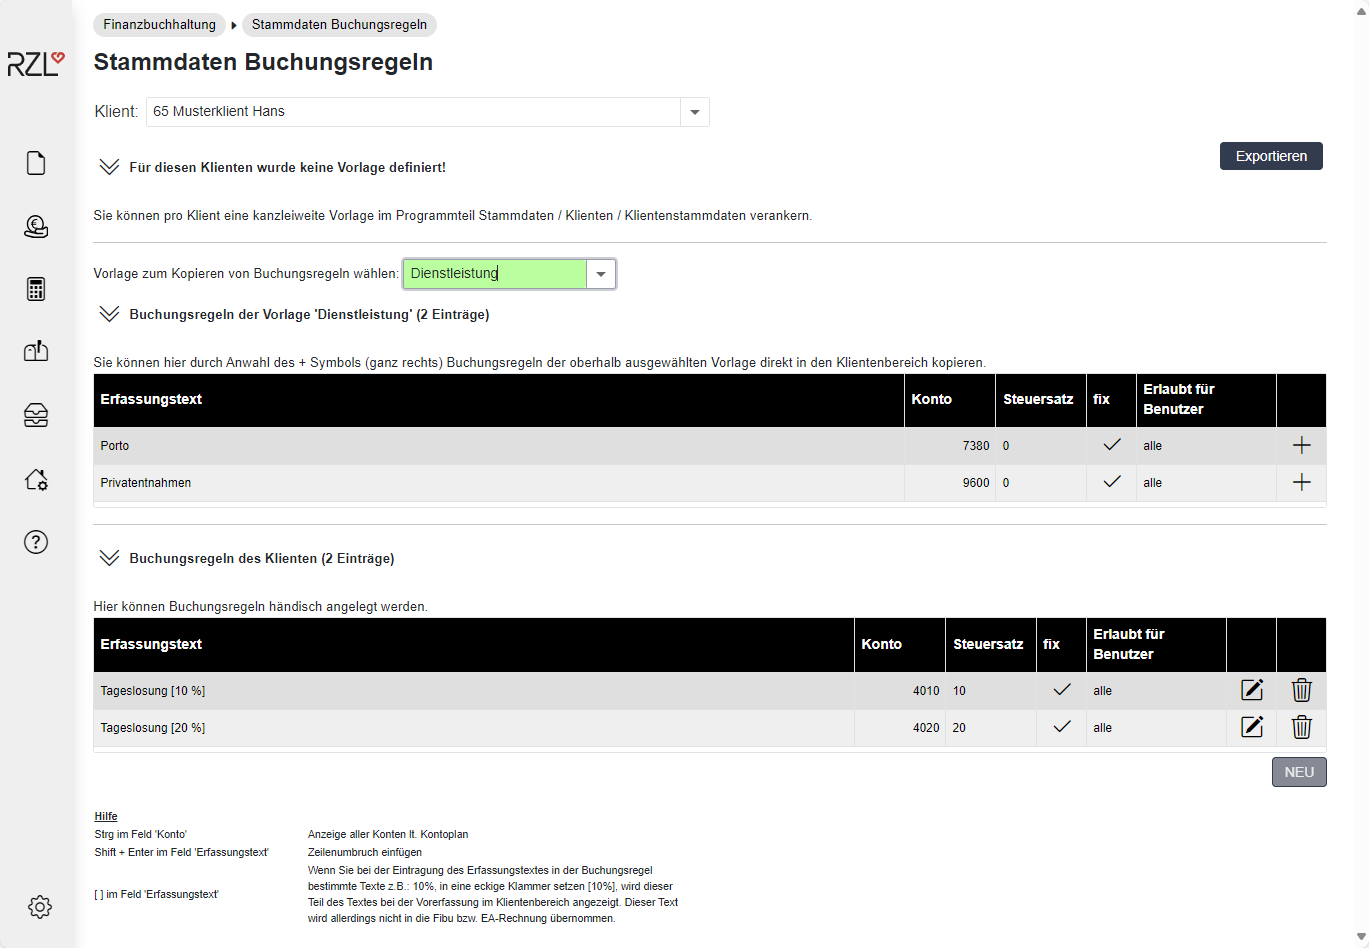 Finanzbuchhaltung Stammdaten Buchungsregeln
RZL
Stammdaten Buchungsregeln
Klient: 65 Musterklient Hans
Für diesen Klienten wurde keine Vorlage definiert!
Exportieren
Sie können pro Klient eine kanzleiweite Vorlage im Programmteil Stammdaten / Klienten / Klientenstammdaten verankern.
Vorlage zum Kopieren von Buchungsregeln wählen: Dienstleistung
Buchungsregeln der Vorlage 'Dienstleistung' (2 Einträge)
Sie können hier durch Anwahl des + Symbols (ganz rechts) Buchungsregeln der oberhalb ausgewählten Vorlage direkt in den Klientenbereich kopieren.
Erfassungstext Konto Steuersatz fix Erlaubt für
Benutzer
Porto 7380 0 alle
Privatentnahmen 9600 0 alle
Buchungsregeln des Klienten (2 Einträge)
Hier können Buchungsregeln händisch angelegt werden.
Erfassungstext Konto Steuersatz fix Erlaubt für
Benutzer
Tageslosung [10 %] 4010 10 alle
Tageslosung [20 %] 4020 20 alle
NEU
Hilfe
Strg im Feld 'Konto' Anzeige aller Konten lt. Kontoplan
Shift + Enter im Feld 'Erfassungstext' Zeilenumbruch einfügen
[ ] im Feld 'Erfassungstext' Wenn Sie bei der Eintragung des Erfassungstextes in der Buchungsregel
bestimmte Texte z.B.: 10%, in eine eckige Klammer setzen [10%], wird dieser
Teil des Textes bei der Vorerfassung im Klientenbereich angezeigt. Dieser Text
wird allerdings nicht in die Fibu bzw. EA-Rechnung übernommen.